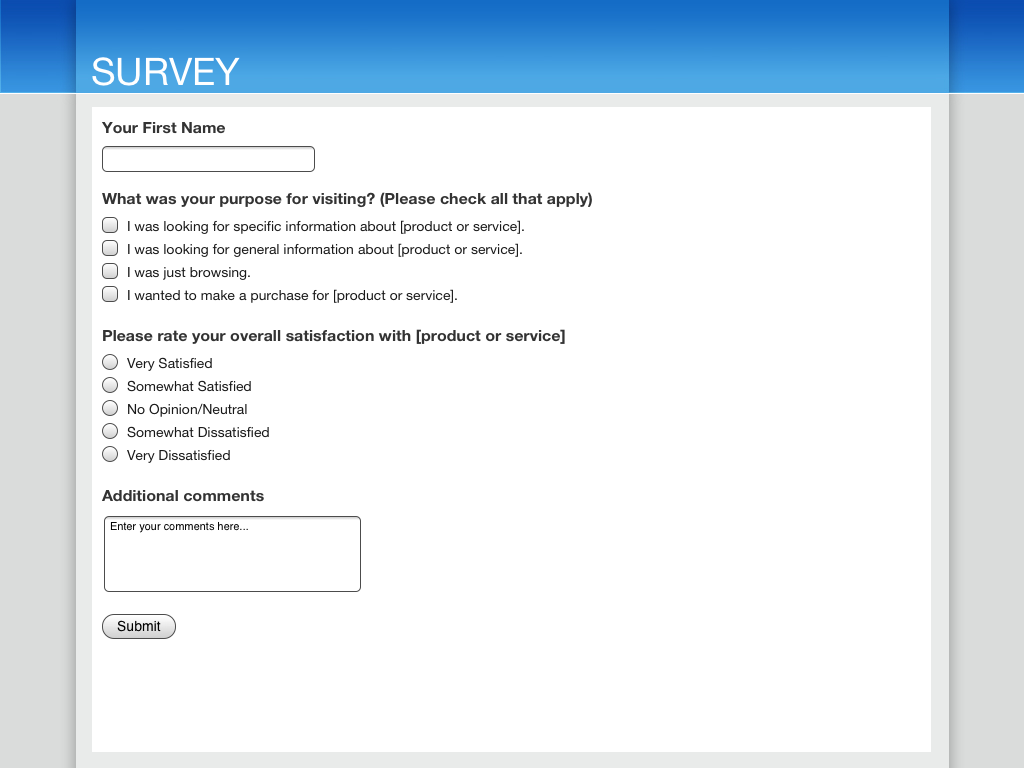 SURVEY
Your First Name
What was your purpose for visiting? (Please check all that apply)
I was looking for specific information about [product or service].
I was looking for general information about [product or service].
I was just browsing.
I wanted to make a purchase for [product or service].
Please rate your overall satisfaction with [product or service]
Very Satisfied
Somewhat Satisfied
No Opinion/Neutral
Somewhat Dissatisfied
Very Dissatisfied
Additional comments
Enter your comments here...
Submit